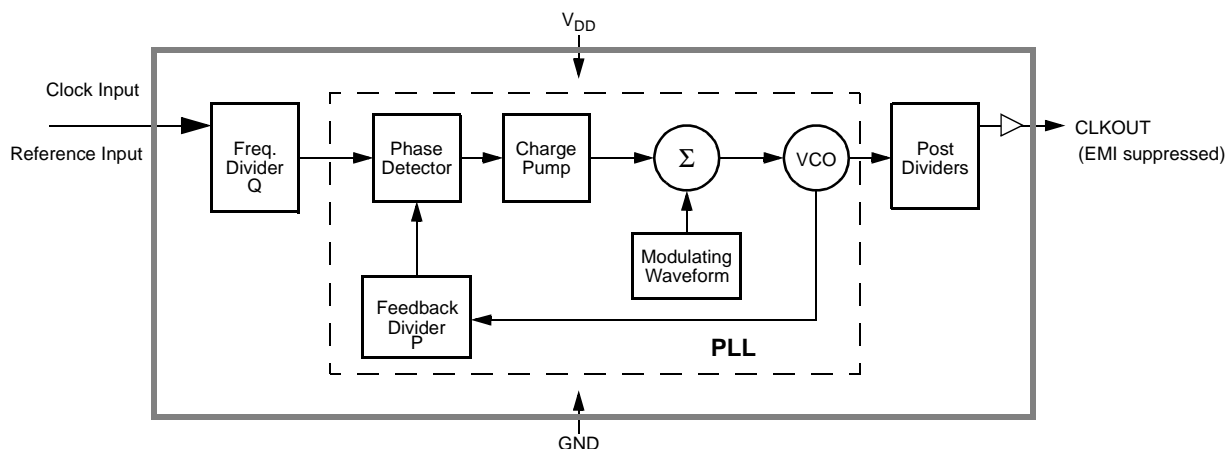 V_DD
Clock Input
Reference Input
Freq.
Divider
Q
Phase
Detector
Charge
Pump
Σ
VCO
Post
Dividers
CLKOUT
(EMI suppressed)
Modulating
Waveform
Feedback
Divider
P
PLL
GND